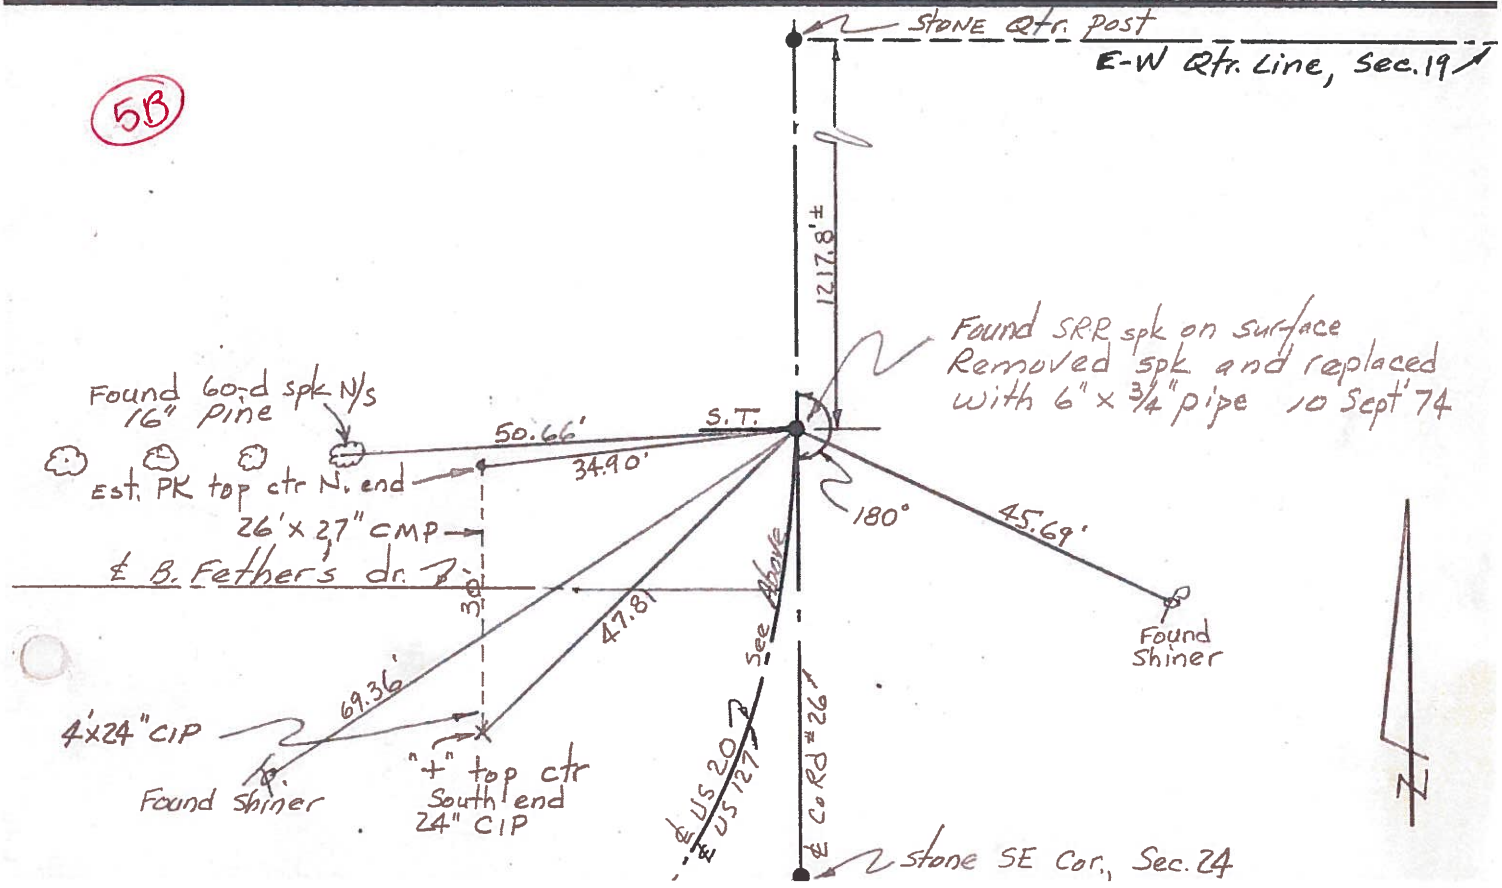 STONE Qtr. Post
E-W Qtr. Line, Sec. 19
5B
1217.8'±
Found SRR spk on surface
Removed spk and replaced
with 6" x 3/4" pipe 10 Sept '74
Found 60-d spk N/S
16" Pine
S.T.
50.66'
34.90'
Est. PK top ctr N. end
26' x 27" CMP
180°
45.69'
℄ B. Fether's dr.
30'
47.81
See Above
Found
Shiner
69.36'
4'x24" CIP
"+" top ctr
South end
24" CIP
Found Shiner
℄ US 20
℄ US 127
℄ Co Rd #26
N
Stone SE Cor., Sec. 24